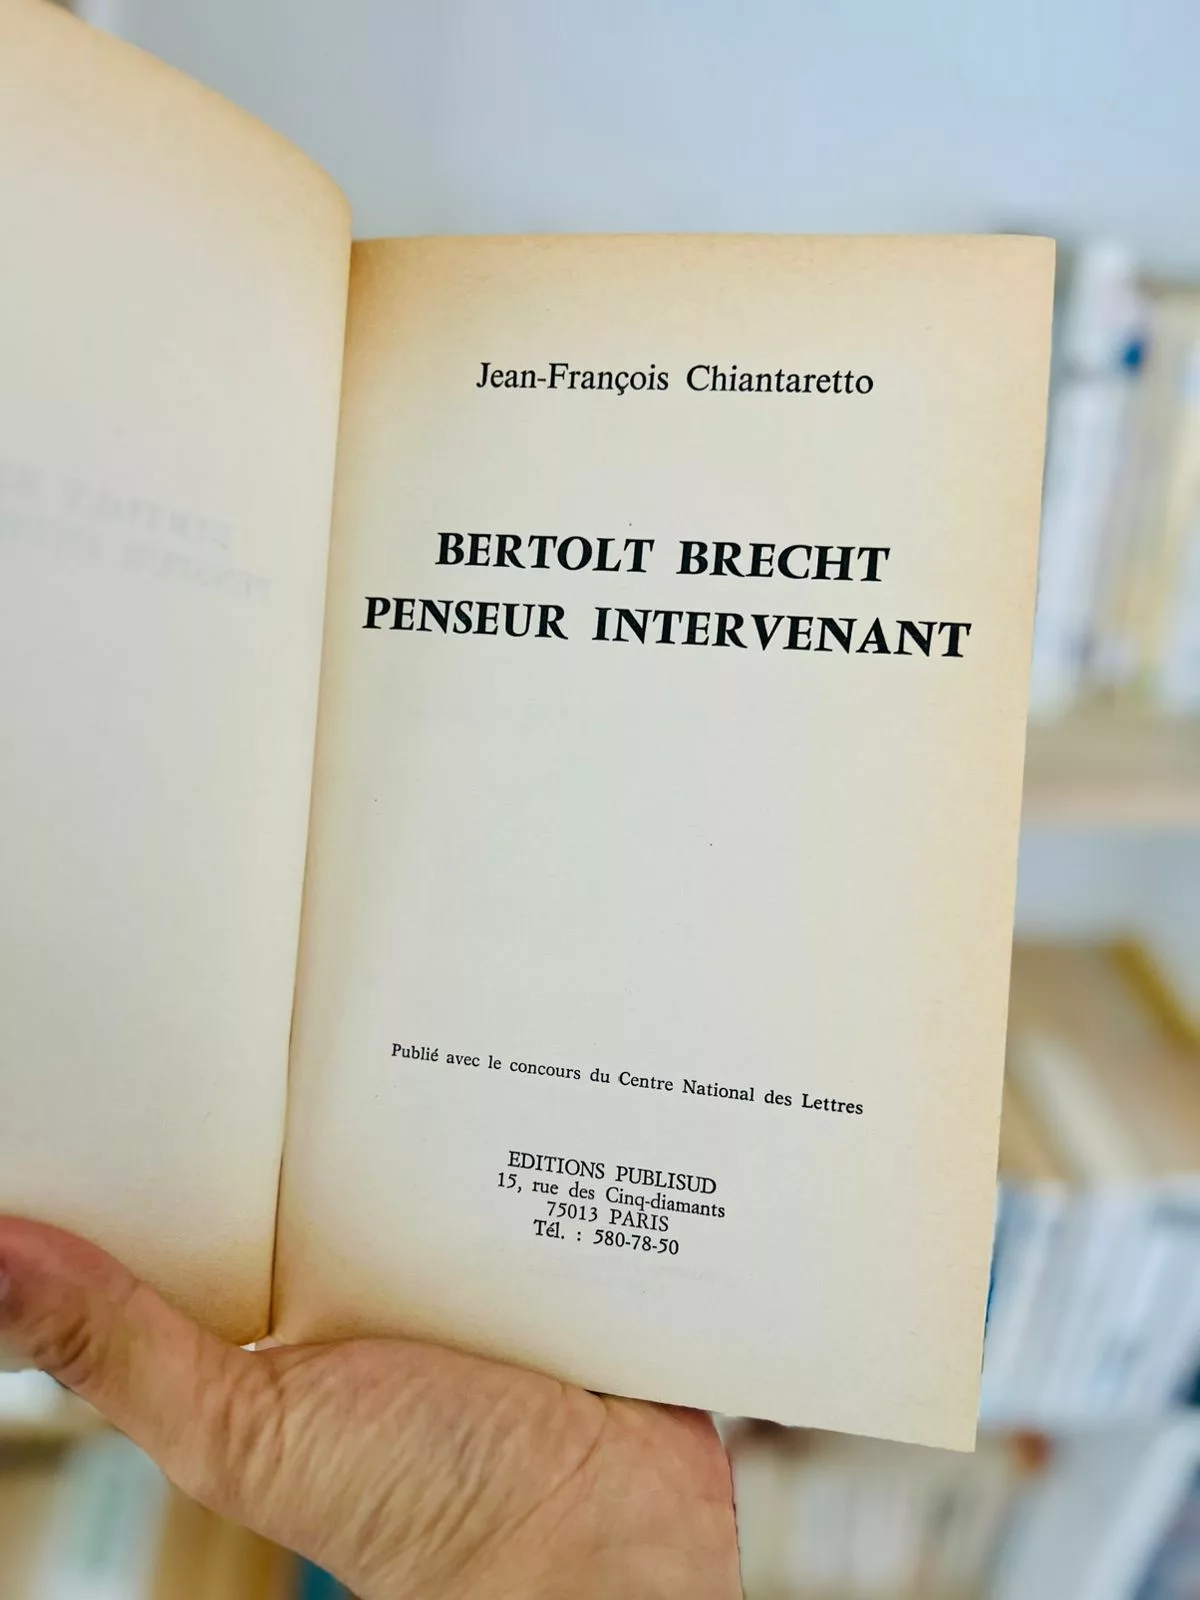 Jean-François Chiantaretto
BERTOLT BRECHT
PENSEUR INTERVENANT
Publié avec le concours du Centre National des Lettres
EDITIONS PUBLISUD
15, rue des Cinq-diamants
75013 PARIS
Tél. : 580-78-50